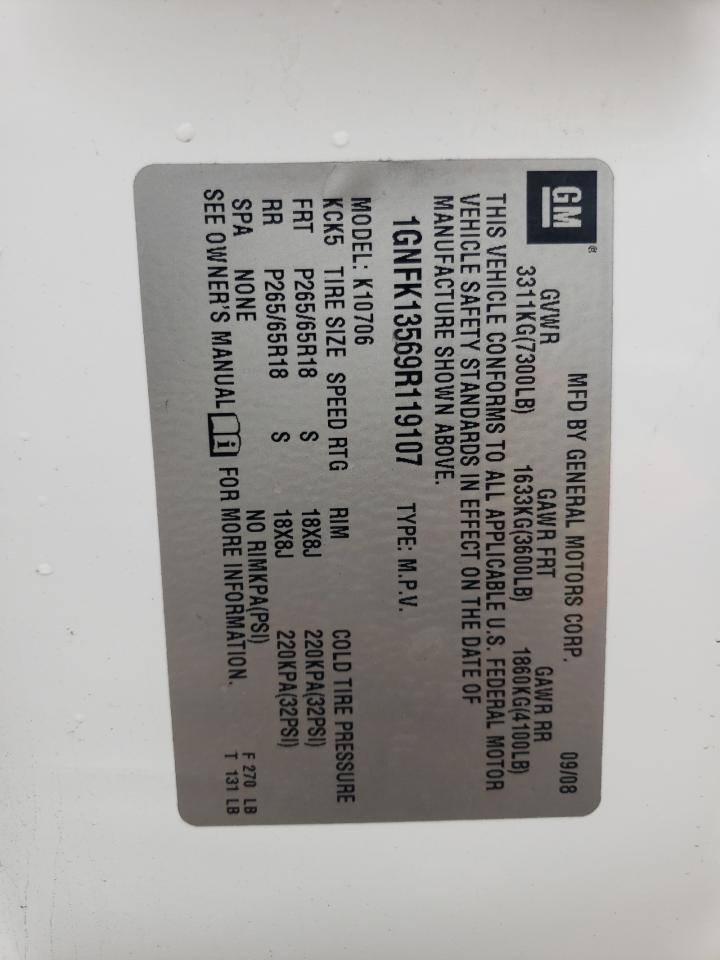 GM®
MFD BY GENERAL MOTORS CORP. 09/08
GVWR GAWR FRT GAWR RR
3311KG(7300LB) 1633KG(3600LB) 1860KG(4100LB)
THIS VEHICLE CONFORMS TO ALL APPLICABLE U.S. FEDERAL MOTOR
VEHICLE SAFETY STANDARDS IN EFFECT ON THE DATE OF
MANUFACTURE SHOWN ABOVE.
1GNFK13569R119107 TYPE: M.P.V.
MODEL: K10706
KCK5 TIRE SIZE SPEED RTG RIM COLD TIRE PRESSURE
FRT P265/65R18 S 18X8J 220KPA(32PSI)
RR P265/65R18 S 18X8J 220KPA(32PSI)
SPA NONE NO RIMKPA(PSI)
SEE OWNER'S MANUAL i FOR MORE INFORMATION.
F 270 LB
T 131 LB